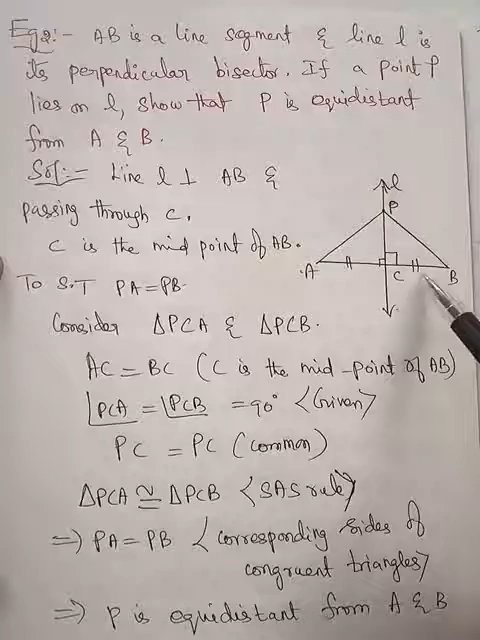 Eg 2:- AB is a line segment & line l is
its perpendicular bisector. If a point P
lies on l, show that P is equidistant
from A & B.
Sol:- Line l ⊥ AB &
passing through C.
C is the mid point of AB.
To S.T PA = PB.
Consider ΔPCA & ΔPCB.
AC = BC (C is the mid-point of AB)
∠PCA = ∠PCB = 90° <Given>
PC = PC (common)
ΔPCA ≅ ΔPCB <SAS rule>
⇒ PA = PB <corresponding sides of
congruent triangles>
⇒ P is equidistant from A & B
l
P
A
C
B